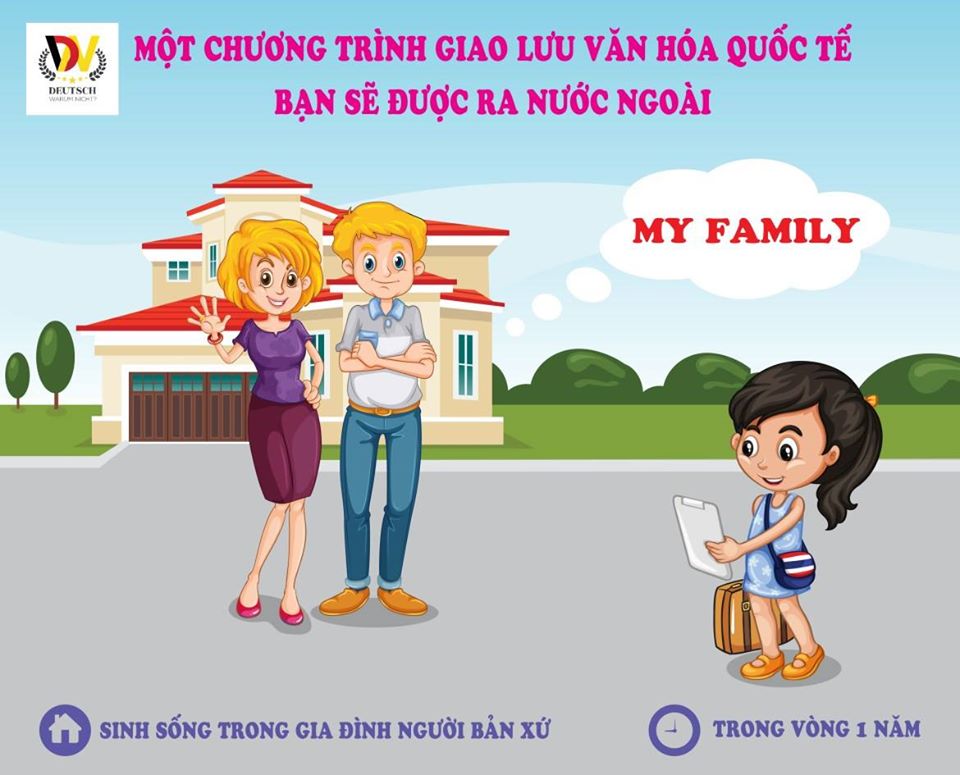 DV
DEUTSCH
WARUM NICHT?
MỘT CHƯƠNG TRÌNH GIAO LƯU VĂN HÓA QUỐC TẾ
BẠN SẼ ĐƯỢC RA NƯỚC NGOÀI
MY FAMILY
SINH SỐNG TRONG GIA ĐÌNH NGƯỜI BẢN XỨ
TRONG VÒNG 1 NĂM